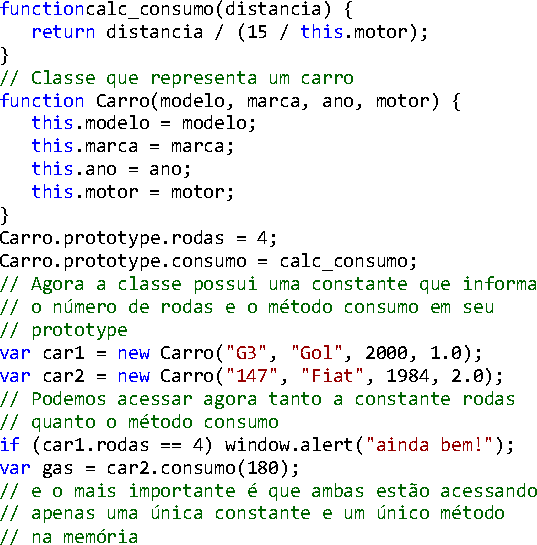 functioncalc_consumo(distancia) {
   return distancia / (15 / this.motor);
}
// Classe que representa um carro
function Carro(modelo, marca, ano, motor) {
   this.modelo = modelo;
   this.marca = marca;
   this.ano = ano;
   this.motor = motor;
}
Carro.prototype.rodas = 4;
Carro.prototype.consumo = calc_consumo;
// Agora a classe possui uma constante que informa
// o número de rodas e o método consumo em seu
// prototype
var car1 = new Carro("G3", "Gol", 2000, 1.0);
var car2 = new Carro("147", "Fiat", 1984, 2.0);
// Podemos acessar agora tanto a constante rodas
// quanto o método consumo
if (car1.rodas == 4) window.alert("ainda bem!");
var gas = car2.consumo(180);
// e o mais importante é que ambas estão acessando
// apenas uma única constante e um único método
// na memória